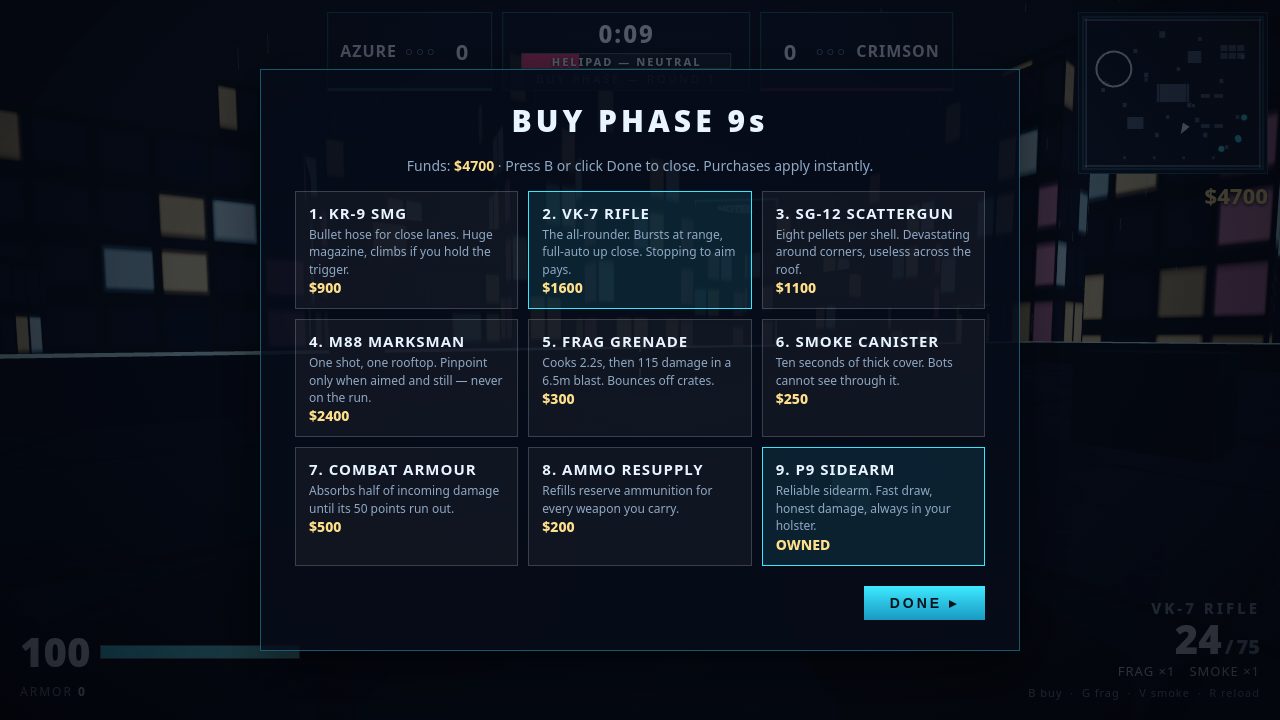 AZURE ○○○ 0
0:09
0 ○○○ CRIMSON
HELIPAD — NEUTRAL
BUY PHASE — ROUND 1
BUY PHASE 9s
Funds: $4700 · Press B or click Done to close. Purchases apply instantly.
$4700
1. KR-9 SMG
Bullet hose for close lanes. Huge
magazine, climbs if you hold the
trigger.
$900
2. VK-7 RIFLE
The all-rounder. Bursts at range,
full-auto up close. Stopping to aim
pays.
$1600
3. SG-12 SCATTERGUN
Eight pellets per shell. Devastating
around corners, useless across the
roof.
$1100
4. M88 MARKSMAN
One shot, one rooftop. Pinpoint
only when aimed and still — never
on the run.
$2400
5. FRAG GRENADE
Cooks 2.2s, then 115 damage in a
6.5m blast. Bounces off crates.
$300
6. SMOKE CANISTER
Ten seconds of thick cover. Bots
cannot see through it.
$250
7. COMBAT ARMOUR
Absorbs half of incoming damage
until its 50 points run out.
$500
8. AMMO RESUPPLY
Refills reserve ammunition for
every weapon you carry.
$200
9. P9 SIDEARM
Reliable sidearm. Fast draw,
honest damage, always in your
holster.
OWNED
DONE ▸
100
ARMOR 0
VK-7 RIFLE
24 / 75
FRAG ×1 SMOKE ×1
B buy · G frag · V smoke · R reload